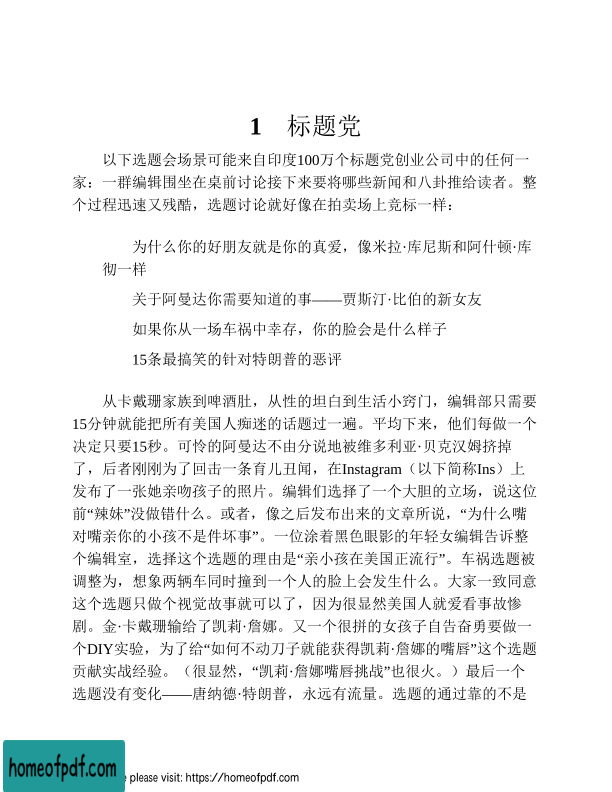 1 标题党
以下选题会场景可能来自印度100万个标题党创业公司中的任何一
家：一群编辑围坐在桌前讨论接下来要将哪些新闻和八卦推给读者。整
个过程迅速又残酷，选题讨论就好像在拍卖场上竞标一样：
为什么你的好朋友就是你的真爱，像米拉·库尼斯和阿什顿·库
彻一样
关于阿曼达你需要知道的事——贾斯汀·比伯的新女友
如果你从一场车祸中幸存，你的脸会是什么样子
15条最搞笑的针对特朗普的恶评
从卡戴珊家族到啤酒肚，从性的坦白到生活小窍门，编辑部只需要
15分钟就能把所有美国人痴迷的话题过一遍。平均下来，他们每做一个
决定只要15秒。可怜的阿曼达不由分说地被维多利亚·贝克汉姆挤掉
了，后者刚刚为了回击一条育儿丑闻，在Instagram（以下简称Ins）上
发布了一张她亲吻孩子的照片。编辑们选择了一个大胆的立场，说这位
前“辣妹”没做错什么。或者，像之后发布出来的文章所说，“为什么嘴
对嘴亲你的小孩不是件坏事”。一位涂着黑色眼影的年轻女编辑告诉整
个编辑室，选择这个选题的理由是“亲小孩在美国正流行”。车祸选题被
调整为，想象两辆车同时撞到一个人的脸上会发生什么。大家一致同意
这个选题只做个视觉故事就可以了，因为很显然美国人就爱看事故惨
剧。金·卡戴珊输给了凯莉·詹娜。又一个很拼的女孩子自告奋勇要做一
个DIY实验，为了给“如何不动刀子就能获得凯莉·詹娜的嘴唇”这个选题
贡献实战经验。（很显然，“凯莉·詹娜嘴唇挑战”也很火。）最后一个
选题没有变化——唐纳德·特朗普，永远有流量。选题的通过靠的不是
homeofpdf.com
please visit: https://homeofpdf.com